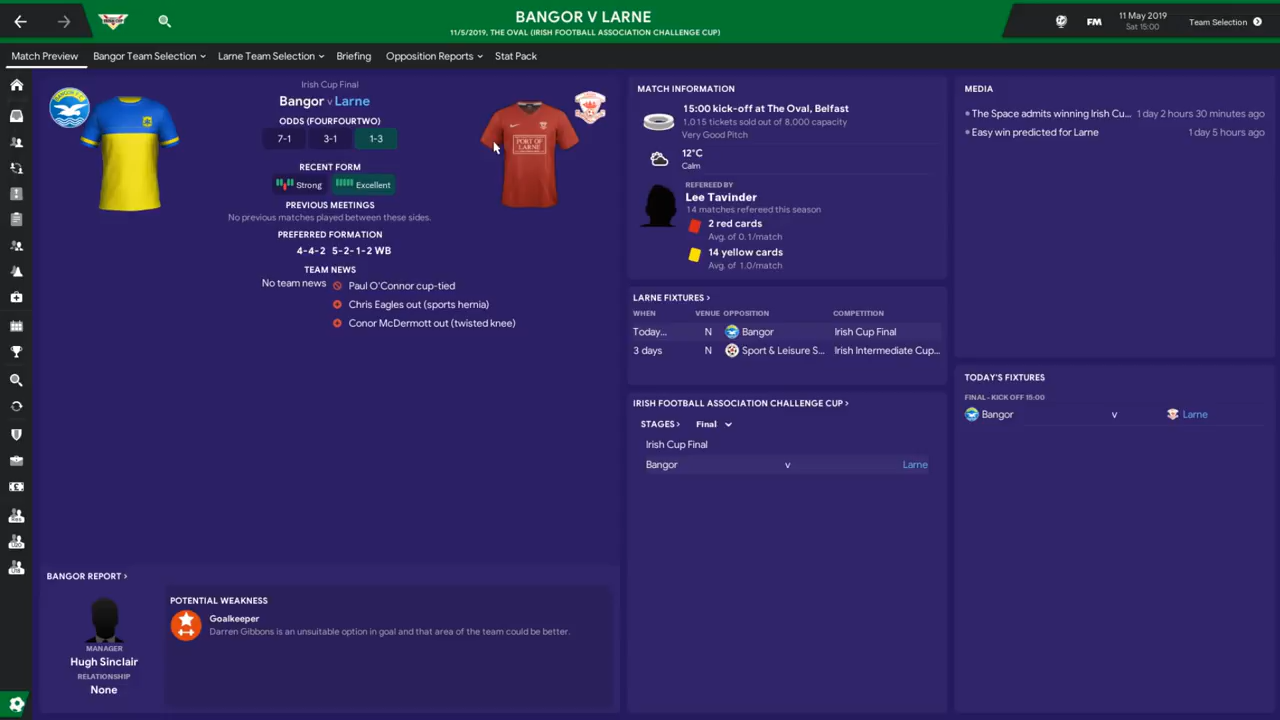 BANGOR V LARNE
11/5/2019, THE OVAL (IRISH FOOTBALL ASSOCIATION CHALLENGE CUP)
FM
11 May 2019
Sat 15:00
Team Selection
Match Preview
Bangor Team Selection
Larne Team Selection
Briefing
Opposition Reports
Stat Pack
Irish Cup Final
Bangor v Larne
ODDS (FOURFOURTWO)
7-1 3-1 1-3
RECENT FORM
Strong Excellent
PREVIOUS MEETINGS
No previous matches played between these sides.
PREFERRED FORMATION
4-4-2 5-2-1-2 WB
TEAM NEWS
No team news
Paul O'Connor cup-tied
Chris Eagles out (sports hernia)
Conor McDermott out (twisted knee)
PORT OF
LARNE
BANGOR REPORT >
MANAGER
Hugh Sinclair
RELATIONSHIP
None
POTENTIAL WEAKNESS
Goalkeeper
Darren Gibbons is an unsuitable option in goal and that area of the team could be better.
MATCH INFORMATION
15:00 kick-off at The Oval, Belfast
1,015 tickets sold out of 8,000 capacity
Very Good Pitch
12°C
Calm
REFEREED BY
Lee Tavinder
14 matches refereed this season
2 red cards
Avg. of 0.1/match
14 yellow cards
Avg. of 1.0/match
LARNE FIXTURES >
WHEN VENUE OPPOSITION COMPETITION
Today... N Bangor Irish Cup Final
3 days N Sport & Leisure S... Irish Intermediate Cup...
IRISH FOOTBALL ASSOCIATION CHALLENGE CUP >
STAGES > Final
Irish Cup Final
Bangor v Larne
MEDIA
The Space admits winning Irish Cu... 1 day 2 hours 30 minutes ago
Easy win predicted for Larne 1 day 5 hours ago
TODAY'S FIXTURES
FINAL - KICK OFF 15:00
Bangor v Larne